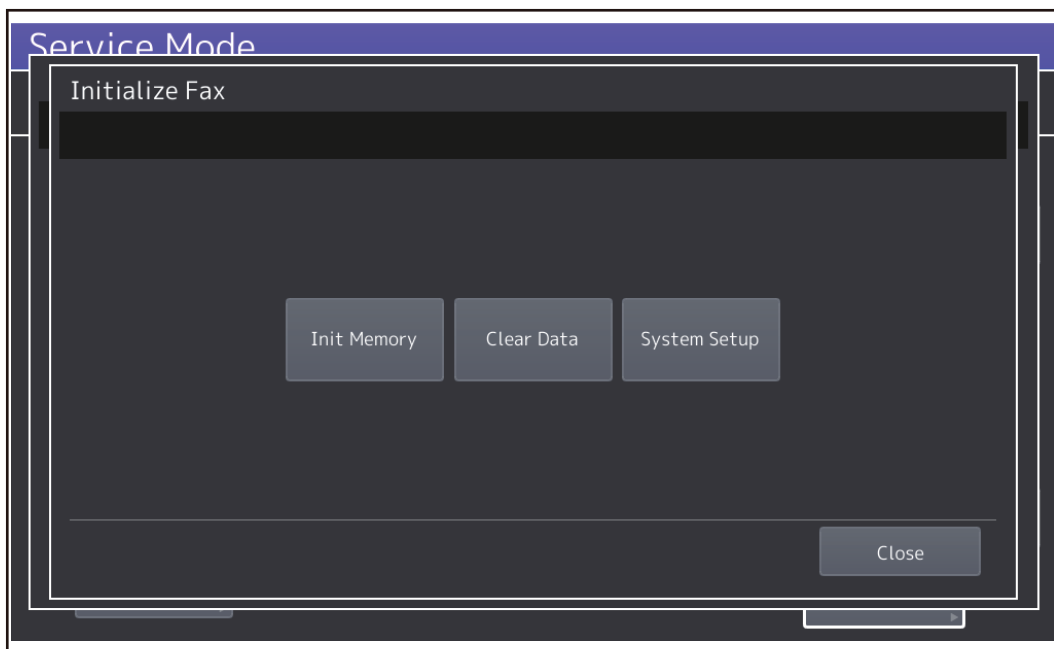 Service Mode
Initialize Fax
Init Memory
Clear Data
System Setup
Close